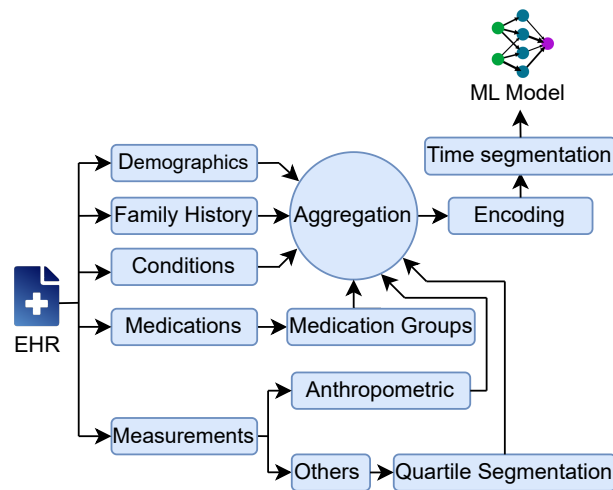 ML Model
Time segmentation
Demographics
Family History
Aggregation
Encoding
Conditions
EHR
Medications
Medication Groups
Anthropometric
Measurements
Others
Quartile Segmentation